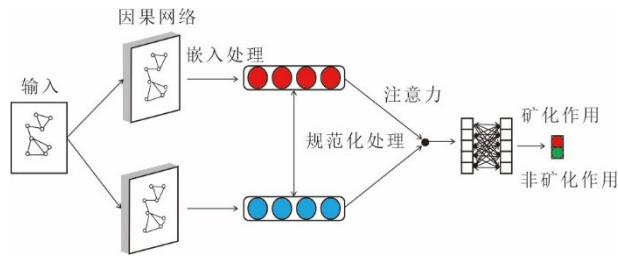 因果网络
嵌入处理
输入
注意力
规范化处理
矿化作用
非矿化作用